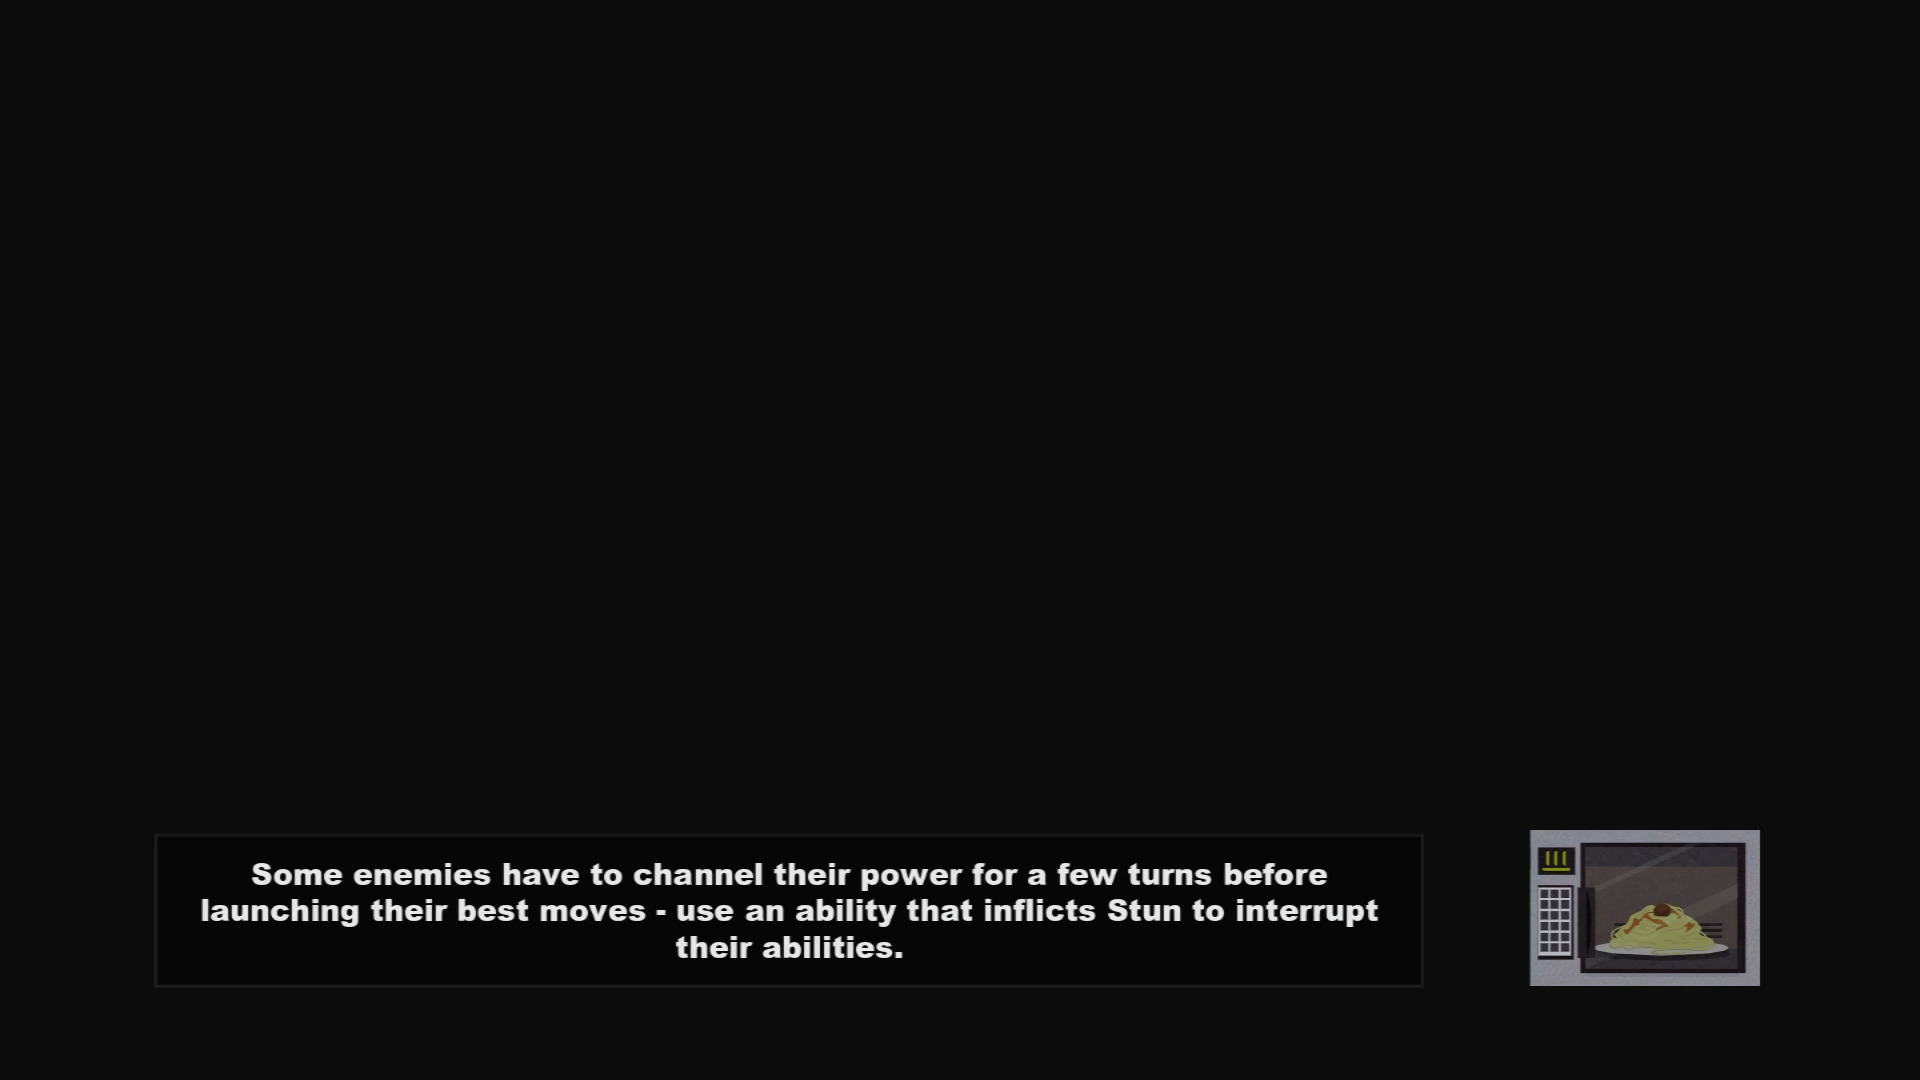 Some enemies have to channel their power for a few turns before
launching their best moves - use an ability that inflicts Stun to interrupt
their abilities.